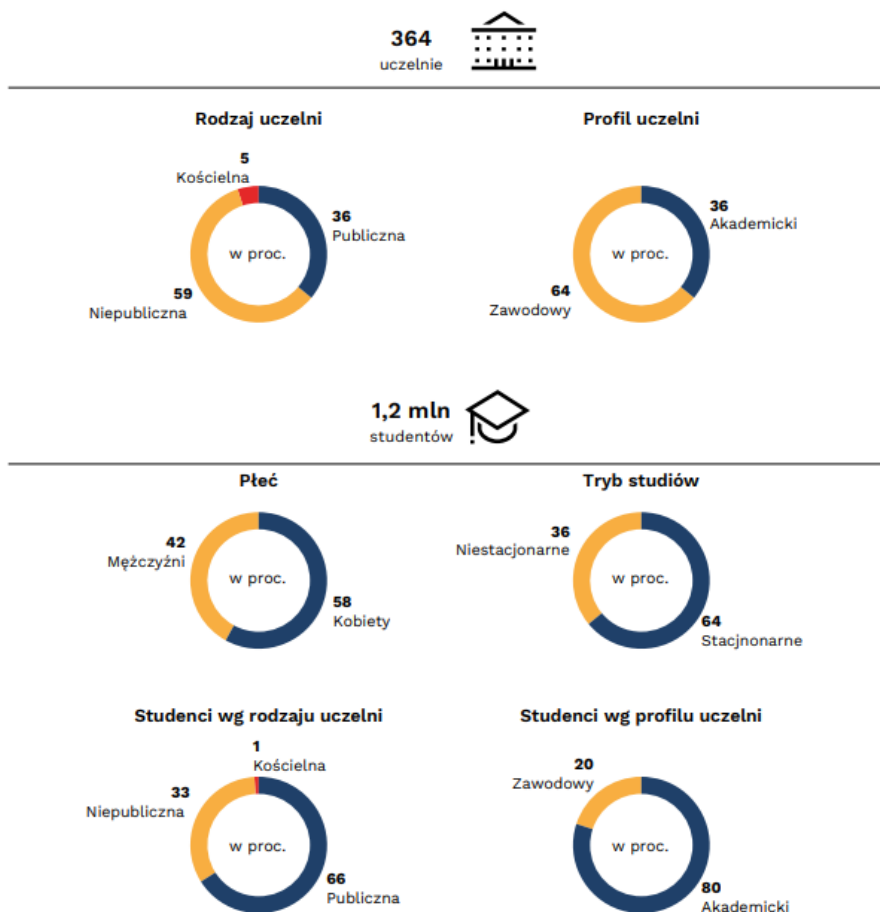 364
uczelnie
Rodzaj uczelni
5
Kościelna
36
Publiczna
w proc.
59
Niepubliczna
Profil uczelni
36
Akademicki
w proc.
64
Zawodowy
1,2 mln
studentów
Płeć
42
Mężczyźni
w proc.
58
Kobiety
Tryb studiów
36
Niestacjonarne
w proc.
64
Stacjnonarne
Studenci wg rodzaju uczelni
1
Kościelna
33
Niepubliczna
w proc.
66
Publiczna
Studenci wg profilu uczelni
20
Zawodowy
w proc.
80
Akademicki